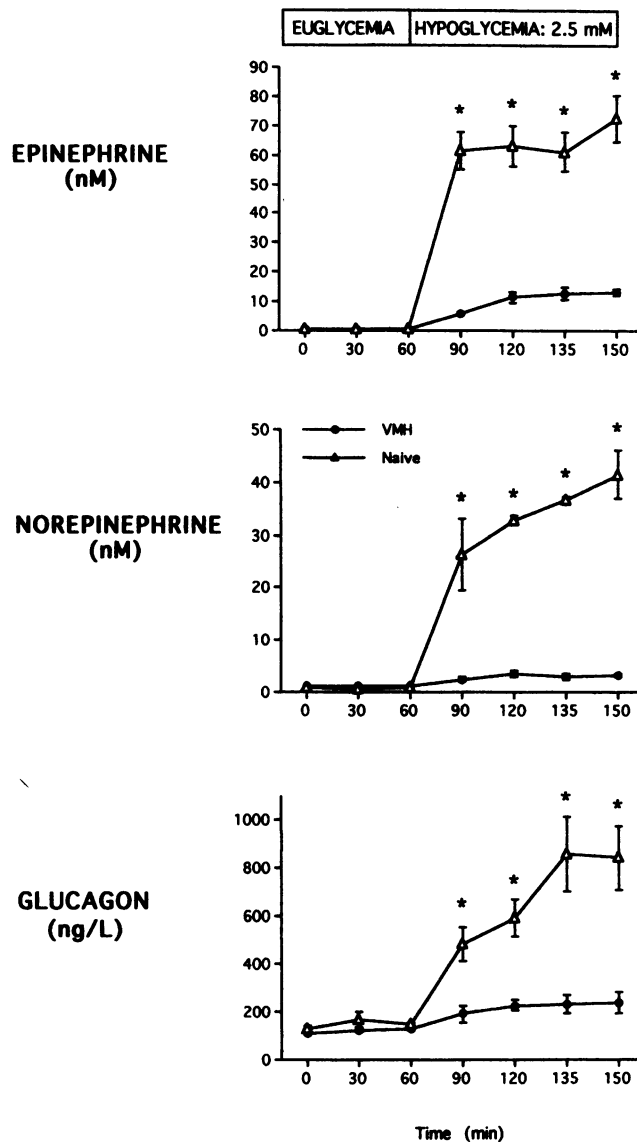 EUGLYCEMIA HYPOGLYCEMIA: 2.5 mM
EPINEPHRINE
(nM)
90
80
70
60
50
40
30
20
10
0
* * * *
0 30 60 90 120 135 150
NOREPINEPHRINE
(nM)
50
40
30
20
10
0
VMH
Naive
* * * *
0 30 60 90 120 135 150
GLUCAGON
(ng/L)
1000
800
600
400
200
0
* * * *
0 30 60 90 120 135 150
Time (min)